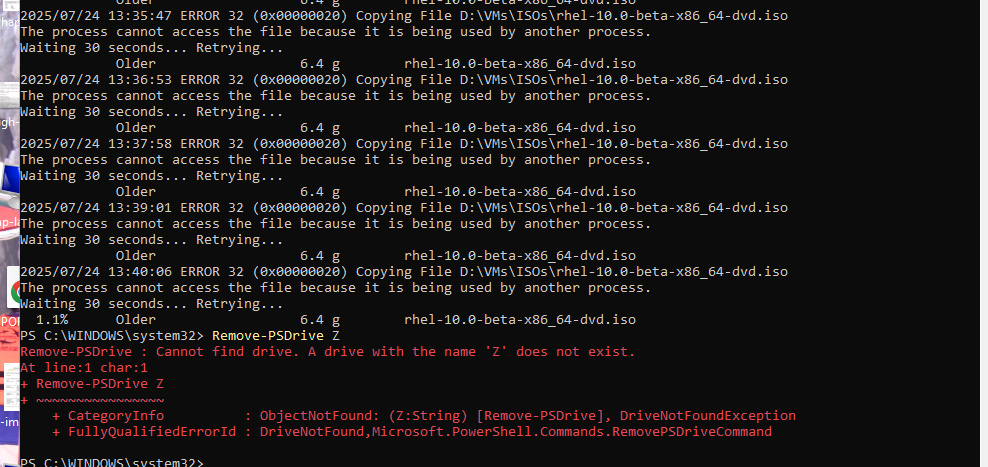 Older 6.4 g rhel-10.0-beta-x86_64-dvd.iso
2025/07/24 13:35:47 ERROR 32 (0x00000020) Copying File D:\VMs\ISOs\rhel-10.0-beta-x86_64-dvd.iso
The process cannot access the file because it is being used by another process.
Waiting 30 seconds... Retrying...
Older 6.4 g rhel-10.0-beta-x86_64-dvd.iso
2025/07/24 13:36:53 ERROR 32 (0x00000020) Copying File D:\VMs\ISOs\rhel-10.0-beta-x86_64-dvd.iso
The process cannot access the file because it is being used by another process.
Waiting 30 seconds... Retrying...
Older 6.4 g rhel-10.0-beta-x86_64-dvd.iso
2025/07/24 13:37:58 ERROR 32 (0x00000020) Copying File D:\VMs\ISOs\rhel-10.0-beta-x86_64-dvd.iso
The process cannot access the file because it is being used by another process.
Waiting 30 seconds... Retrying...
Older 6.4 g rhel-10.0-beta-x86_64-dvd.iso
2025/07/24 13:39:01 ERROR 32 (0x00000020) Copying File D:\VMs\ISOs\rhel-10.0-beta-x86_64-dvd.iso
The process cannot access the file because it is being used by another process.
Waiting 30 seconds... Retrying...
Older 6.4 g rhel-10.0-beta-x86_64-dvd.iso
2025/07/24 13:40:06 ERROR 32 (0x00000020) Copying File D:\VMs\ISOs\rhel-10.0-beta-x86_64-dvd.iso
The process cannot access the file because it is being used by another process.
Waiting 30 seconds... Retrying...
1.1% Older 6.4 g rhel-10.0-beta-x86_64-dvd.iso
PS C:\WINDOWS\system32> Remove-PSDrive Z
Remove-PSDrive : Cannot find drive. A drive with the name 'Z' does not exist.
At line:1 char:1
+ Remove-PSDrive Z
+ ~~~~~~~~~~~~~~~~
+ CategoryInfo : ObjectNotFound: (Z:String) [Remove-PSDrive], DriveNotFoundException
+ FullyQualifiedErrorId : DriveNotFound,Microsoft.PowerShell.Commands.RemovePSDriveCommand
PS C:\WINDOWS\system32>